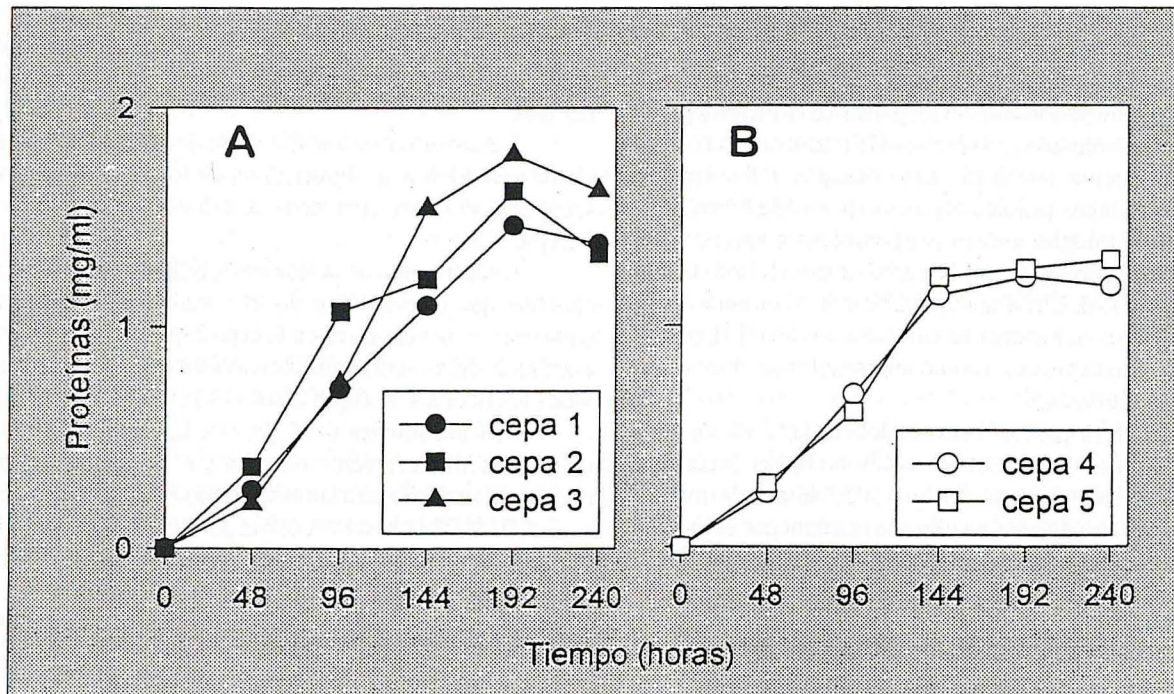 A
B
Proteínas (mg/ml)
2
1
0
cepa 1
cepa 2
cepa 3
cepa 4
cepa 5
0 48 96 144 192 240
0 48 96 144 192 240
Tiempo (horas)